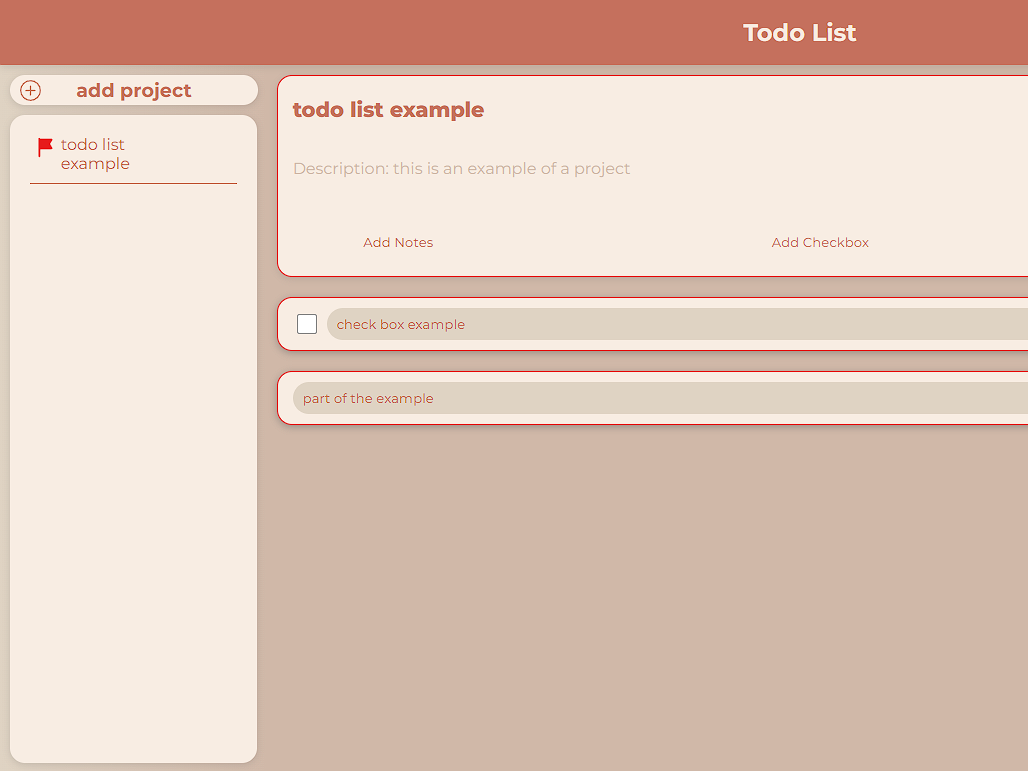 Todo List
add project
todo list
example
todo list example
Description: this is an example of a project
Add Notes
Add Checkbox
check box example
part of the example